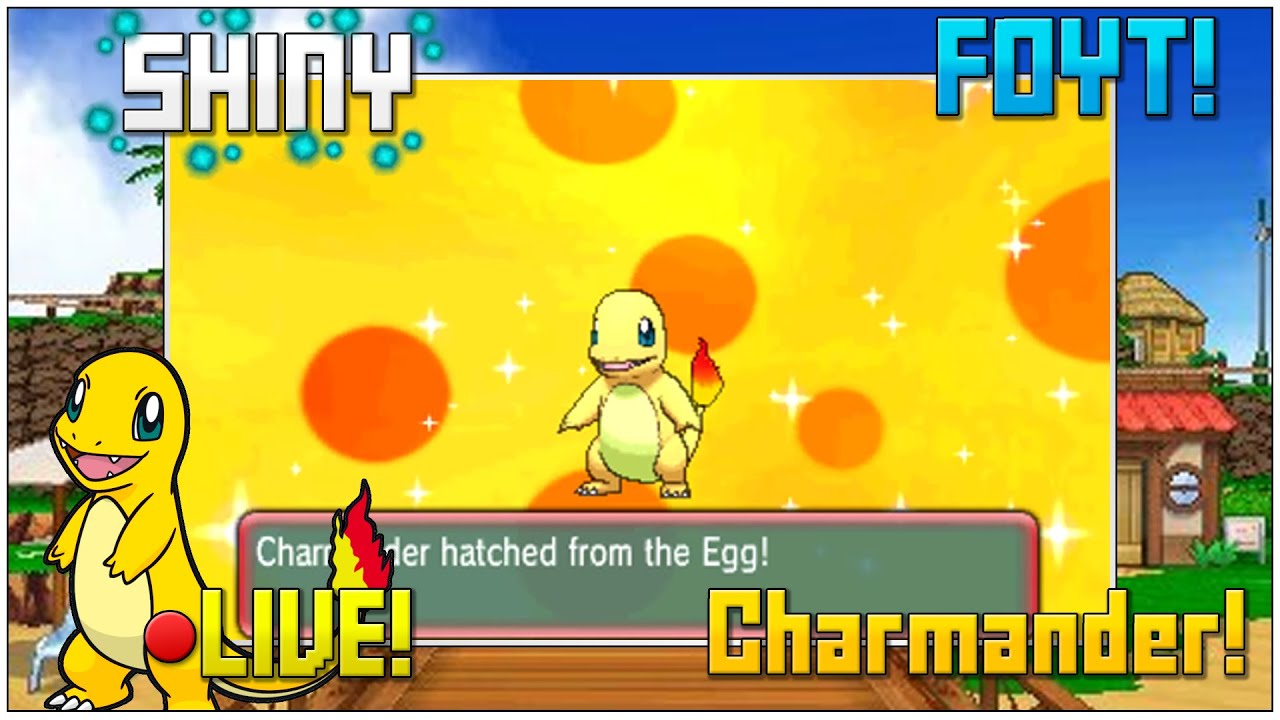 SHINY
FOYT!
Charmander hatched from the Egg!
LIVE!
Charmander!